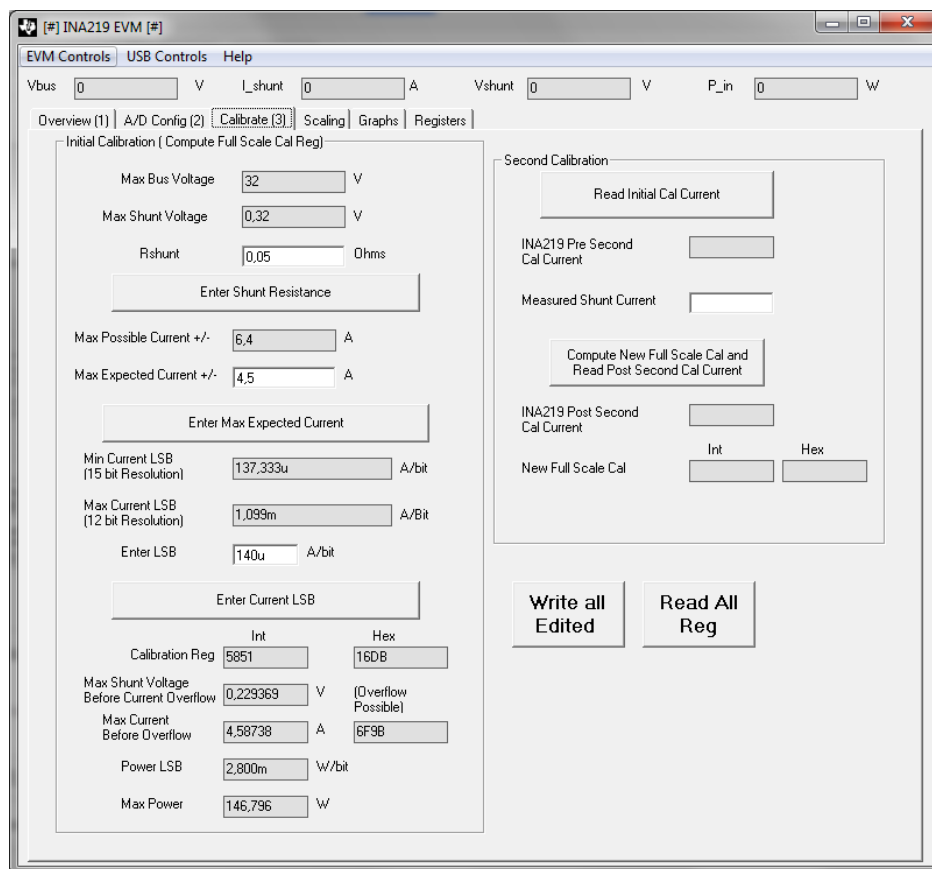 [#] INA219 EVM [#]
EVM Controls USB Controls Help
Vbus 0 V I_shunt 0 A Vshunt 0 V P_in 0 W
Overview (1) A/D Config (2) Calibrate (3) Scaling Graphs Registers
Initial Calibration ( Compute Full Scale Cal Reg)
Max Bus Voltage 32 V
Max Shunt Voltage 0,32 V
Rshunt 0,05 Ohms
Enter Shunt Resistance
Max Possible Current +/- 6,4 A
Max Expected Current +/- 4,5 A
Enter Max Expected Current
Min Current LSB
(15 bit Resolution) 137,333u A/bit
Max Current LSB
(12 bit Resolution) 1,099m A/Bit
Enter LSB 140u A/bit
Enter Current LSB
Int Hex
Calibration Reg 5851 16DB
Max Shunt Voltage
Before Current Overflow 0,229369 V (Overflow
Possible)
Max Current
Before Overflow 4,58738 A 6F9B
Power LSB 2,800m W/bit
Max Power 146,796 W
Second Calibration
Read Initial Cal Current
INA219 Pre Second
Cal Current
Measured Shunt Current
Compute New Full Scale Cal and
Read Post Second Cal Current
INA219 Post Second
Cal Current
Int Hex
New Full Scale Cal
Write all
Edited
Read All
Reg